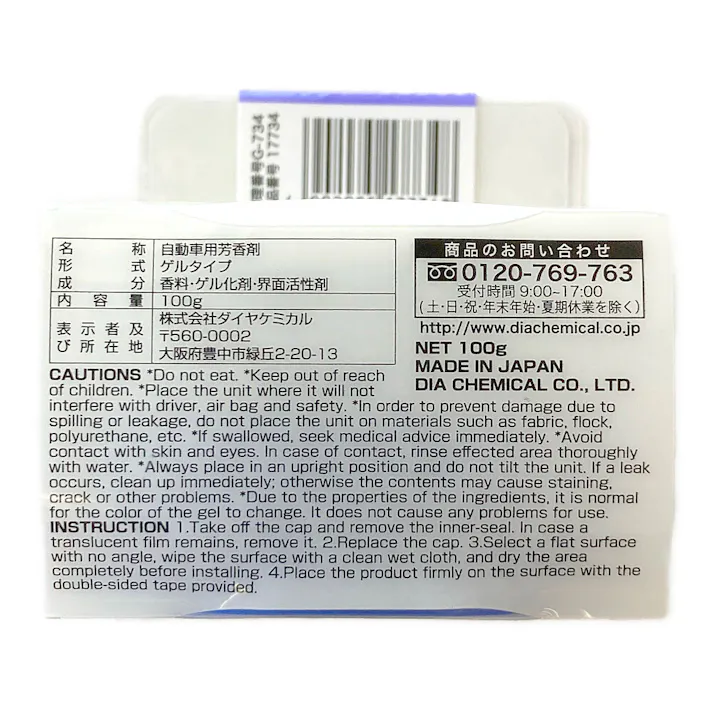 理番号G-734
品番号 17734
名 称 自動車用芳香剤
形 式 ゲルタイプ
成 分 香料・ゲル化剤・界面活性剤
内 容 量 100g
表示者及び所在地 株式会社ダイヤケミカル
〒560-0002
大阪府豊中市緑丘2-20-13
商品のお問い合わせ
0120-769-763
受付時間 9:00~17:00
(土・日・祝・年末年始・夏期休業を除く)
http://www.diachemical.co.jp
NET 100g
MADE IN JAPAN
DIA CHEMICAL CO., LTD.
CAUTIONS *Do not eat. *Keep out of reach
of children. *Place the unit where it will not
interfere with driver, air bag and safety. *In order to prevent damage due to
spilling or leakage, do not place the unit on materials such as fabric, flock,
polyurethane, etc. *If swallowed, seek medical advice immediately. *Avoid
contact with skin and eyes. In case of contact, rinse effected area thoroughly
with water. *Always place in an upright position and do not tilt the unit. If a leak
occurs, clean up immediately; otherwise the contents may cause staining,
crack or other problems. *Due to the properties of the ingredients, it is normal
for the color of the gel to change. It does not cause any problems for use.
INSTRUCTION 1.Take off the cap and remove the inner-seal. In case a
translucent film remains, remove it. 2.Replace the cap. 3.Select a flat surface
with no angle, wipe the surface with a clean wet cloth, and dry the area
completely before installing. 4.Place the product firmly on the surface with the
double-sided tape provided.